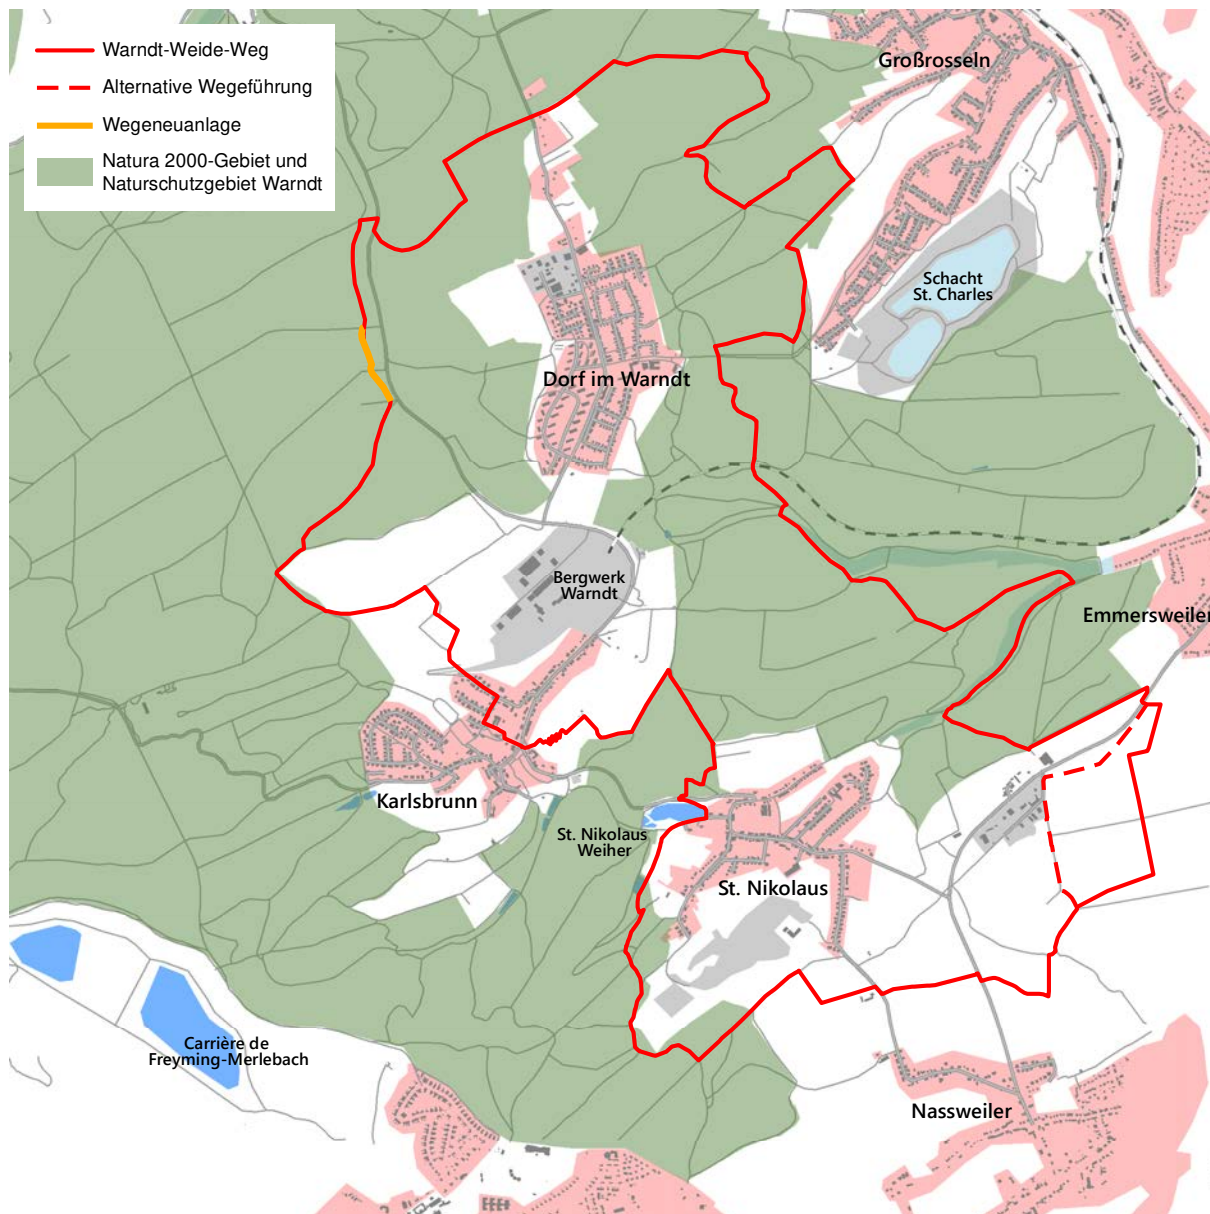 Warndt-Weide-Weg
Alternative Wegeführung
Wegeneuanlage
Natura 2000-Gebiet und
Naturschutzgebiet Warndt
Großrosseln
Schacht
St. Charles
Dorf im Warndt
Bergwerk
Warndt
Emmersweiler
Karlsbrunn
St. Nikolaus
Weiher
St. Nikolaus
Carrière de
Freyming-Merlebach
Nassweiler